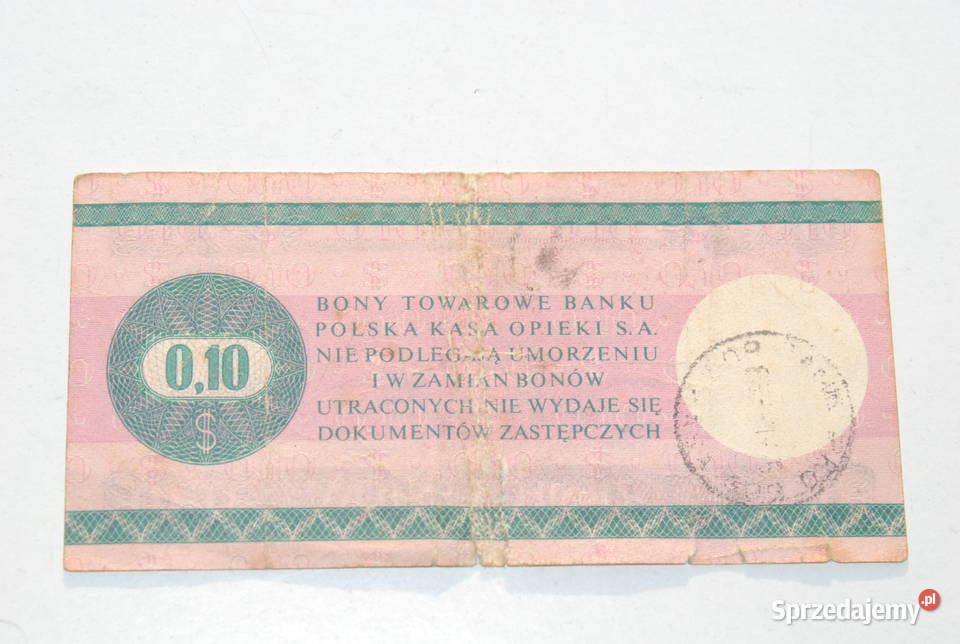 BONY TOWAROWE BANKU
POLSKA KASA OPIEKI S.A.
NIE PODLEGAJĄ UMORZENIU
I W ZAMIAN BONÓW
UTRACONYCH NIE WYDAJE SIĘ
DOKUMENTÓW ZASTĘPCZYCH
0,10
$
Sprzedajemy.pl